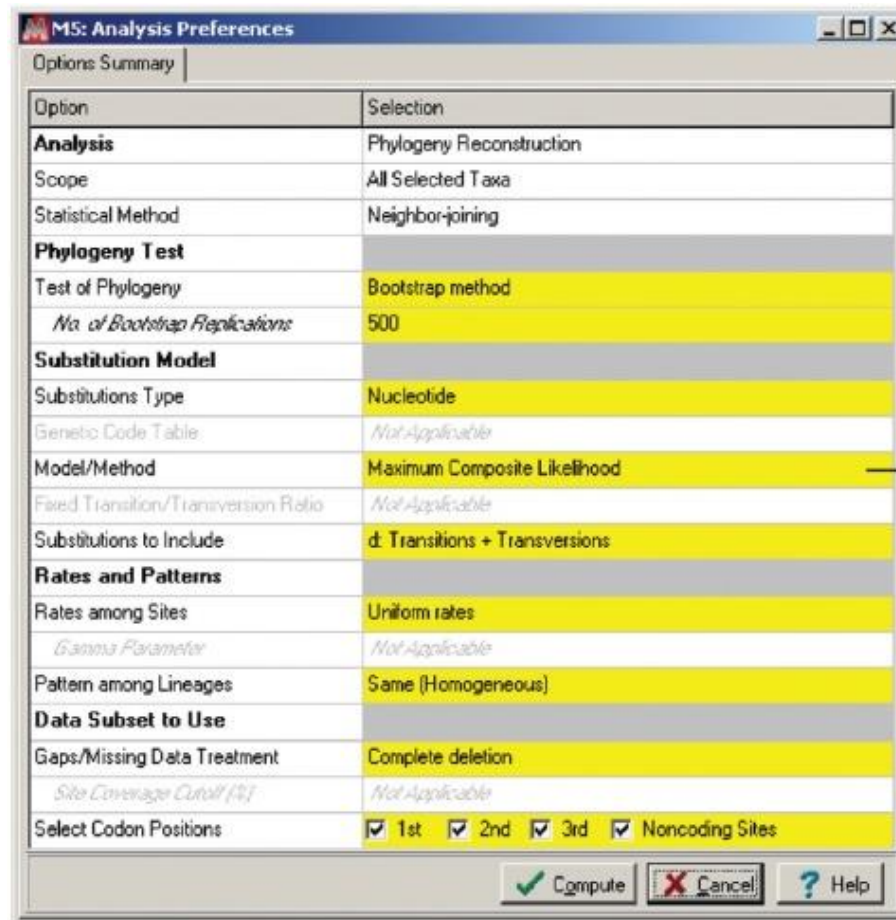 M5: Analysis Preferences
Options Summary
Option Selection
Analysis Phylogeny Reconstruction
Scope All Selected Taxa
Statistical Method Neighbor-joining
Phylogeny Test
Test of Phylogeny Bootstrap method
No. of Bootstrap Replications 500
Substitution Model
Substitutions Type Nucleotide
Genetic Code Table Not Applicable
Model/Method Maximum Composite Likelihood
Fixed Transition/Transversion Ratio Not Applicable
Substitutions to Include d: Transitions + Transversions
Rates and Patterns
Rates among Sites Uniform rates
Gamma Parameter Not Applicable
Pattern among Lineages Same (Homogeneous)
Data Subset to Use
Gaps/Missing Data Treatment Complete deletion
Site Coverage Cutoff (%) Not Applicable
Select Codon Positions 1st 2nd 3rd Noncoding Sites
Compute Cancel ? Help